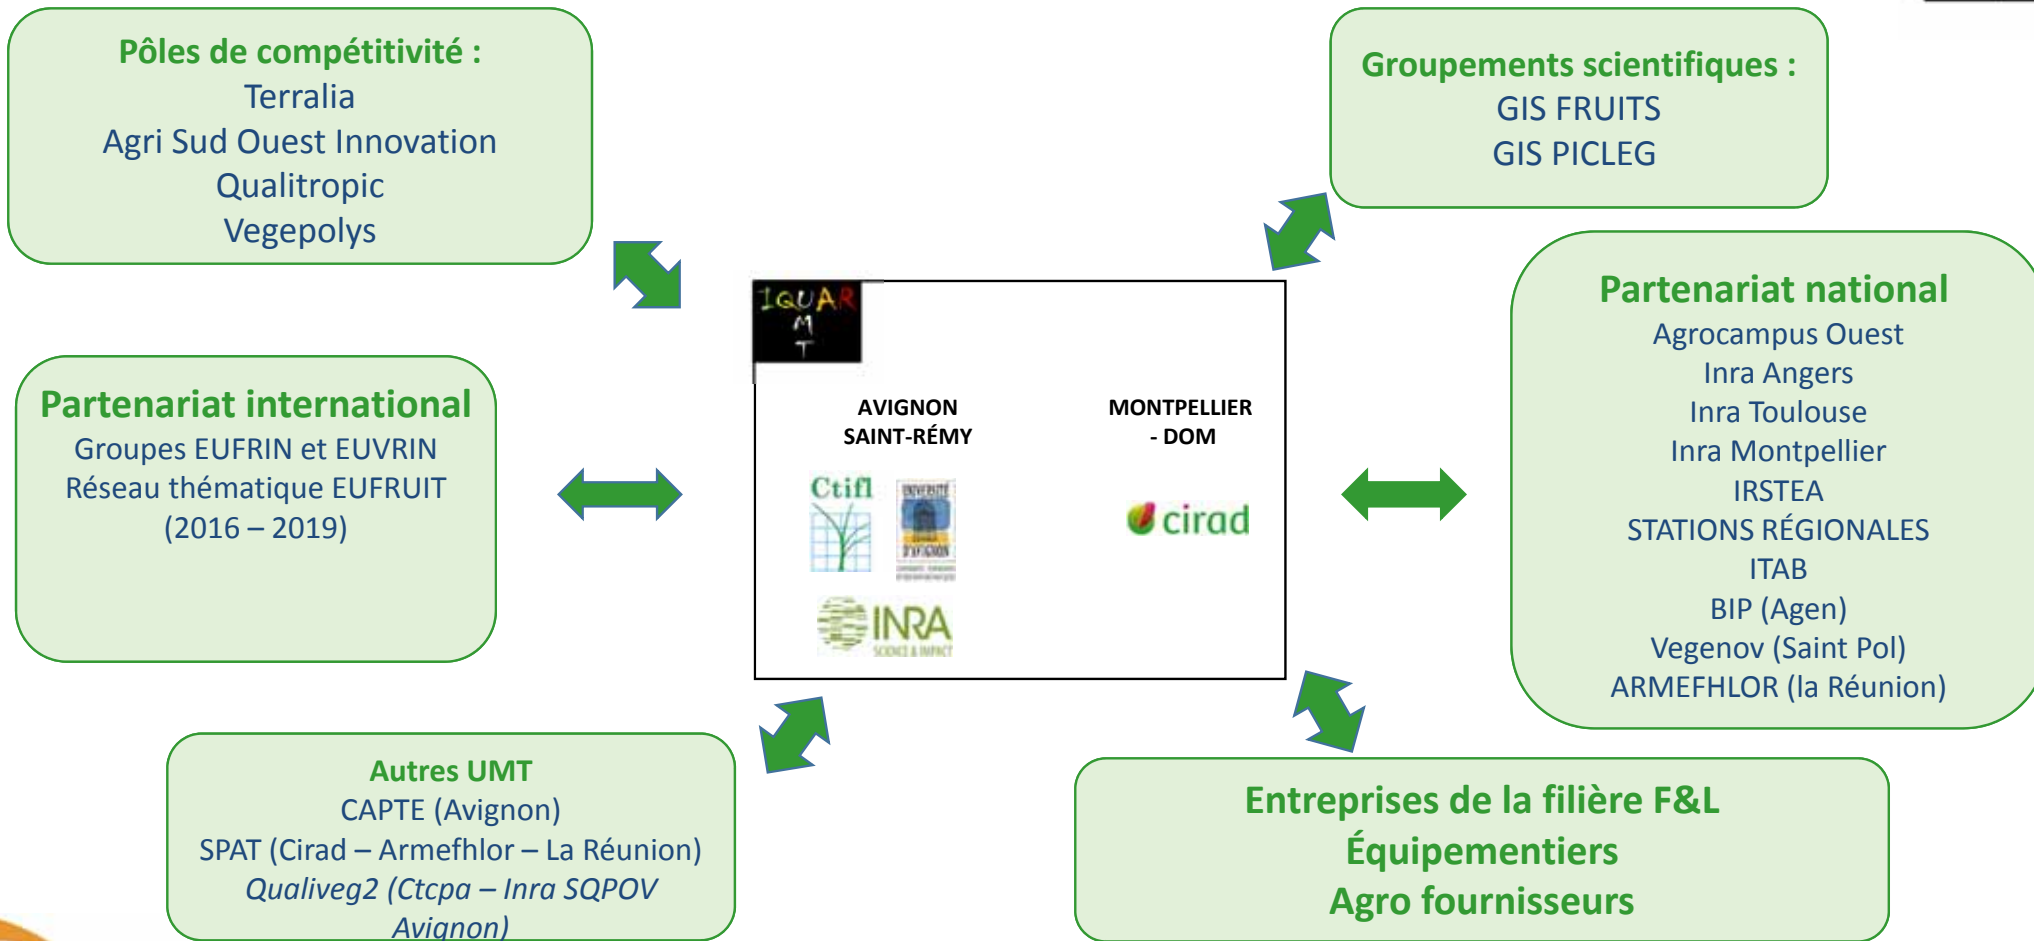 Pôles de compétitivité :
Terralia
Agri Sud Ouest Innovation
Qualitropic
Vegepolys
Groupements scientifiques :
GIS FRUITS
GIS PICLEG
Partenariat international
Groupes EUFRIN et EUVRIN
Réseau thématique EUFRUIT
(2016 – 2019)
IQUAR
M
T
AVIGNON
SAINT-RÉMY
MONTPELLIER
- DOM
Ctifl
UNIVERSITÉ
D'AVIGNON
cirad
INRA
SCIENCE & IMPACT
Partenariat national
Agrocampus Ouest
Inra Angers
Inra Toulouse
Inra Montpellier
IRSTEA
STATIONS RÉGIONALES
ITAB
BIP (Agen)
Vegenov (Saint Pol)
ARMEFHLOR (la Réunion)
Autres UMT
CAPTE (Avignon)
SPAT (Cirad – Armefhlor – La Réunion)
Qualiveg2 (Ctcpa – Inra SQPOV
Avignon)
Entreprises de la filière F&L
Équipementiers
Agro fournisseurs